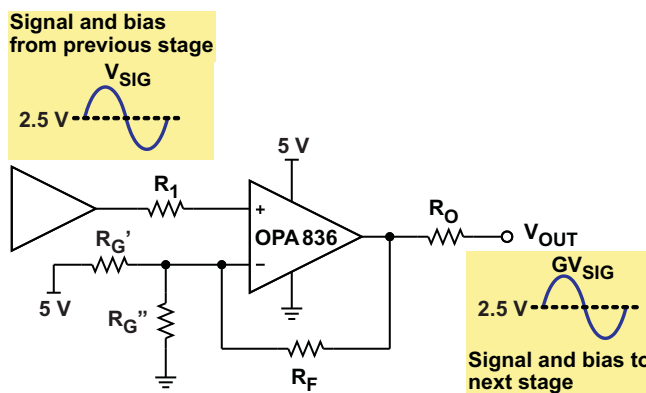 Signal and bias
from previous stage
VSIG
2.5 V
5 V
R1
+
OPA836
RO
VOUT
RG'
−
5 V
RG"
RF
GVSIG
2.5 V
Signal and bias to
next stage